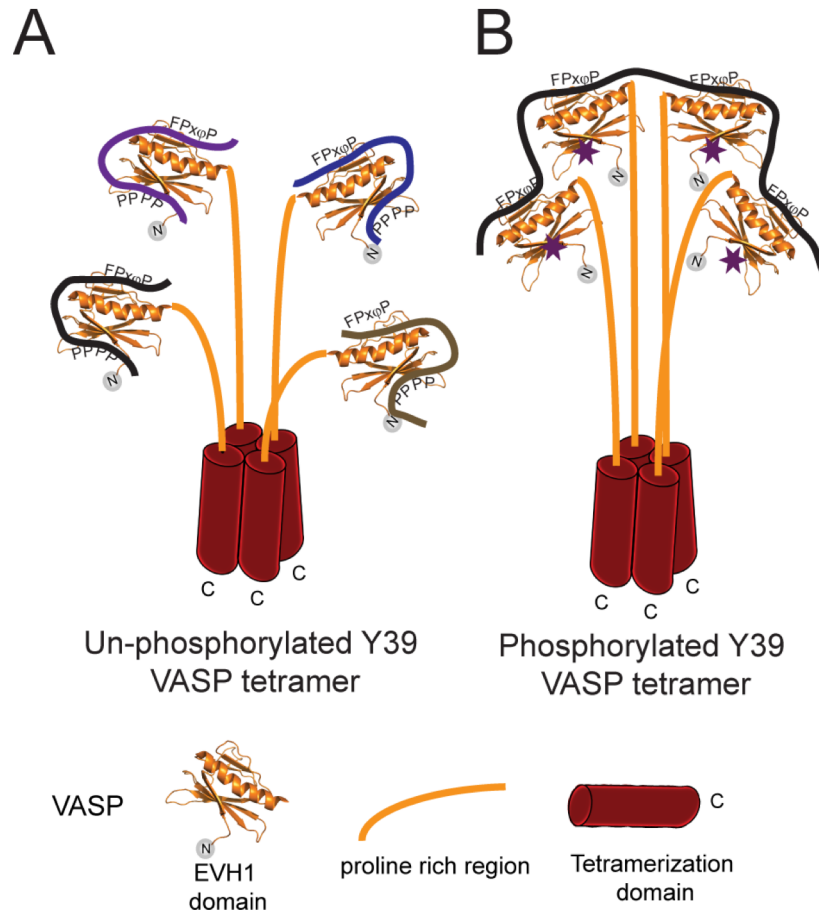 A
B
FPxφP
PPPP
N
FPxφP
PPPP
N
FPxφP
PPPP
N
FPxφP
PPPP
N
C
C
C
Un-phosphorylated Y39
VASP tetramer
FPxφP
FPxφP
N
N
FPxφP
FPxφP
N
N
C
C
C
Phosphorylated Y39
VASP tetramer
VASP
N
EVH1
domain
proline rich region
C
Tetramerization
domain